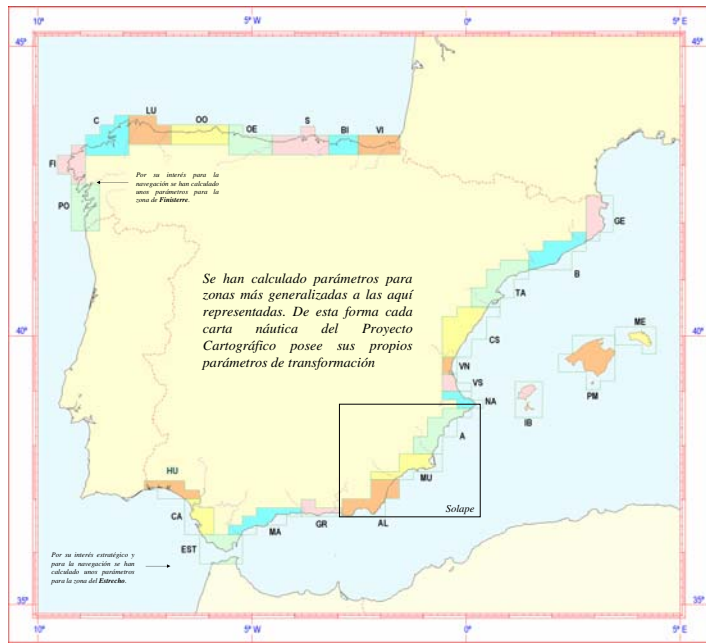 10°
5° W
0°
5° E
45°
45°
C
LU
OO
OE
S
BI
VI
FI
Por su interés para la
navegación se han calculado
unos parámetros para la
zona de Finisterre.
PO
GE
B
TA
Se han calculado parámetros para
zonas más generalizadas a las aquí
representadas. De esta forma cada
carta náutica del Proyecto
Cartográfico posee sus propios
parámetros de transformación
40°
40°
CS
ME
PM
VN
VS
NA
IB
A
MU
HU
Solape
CA
GR
AL
MA
EST
Por su interés estratégico y
para la navegación se han
calculado unos parámetros
para la zona del Estrecho.
35°
35°
10°
5° W
0°
5° E